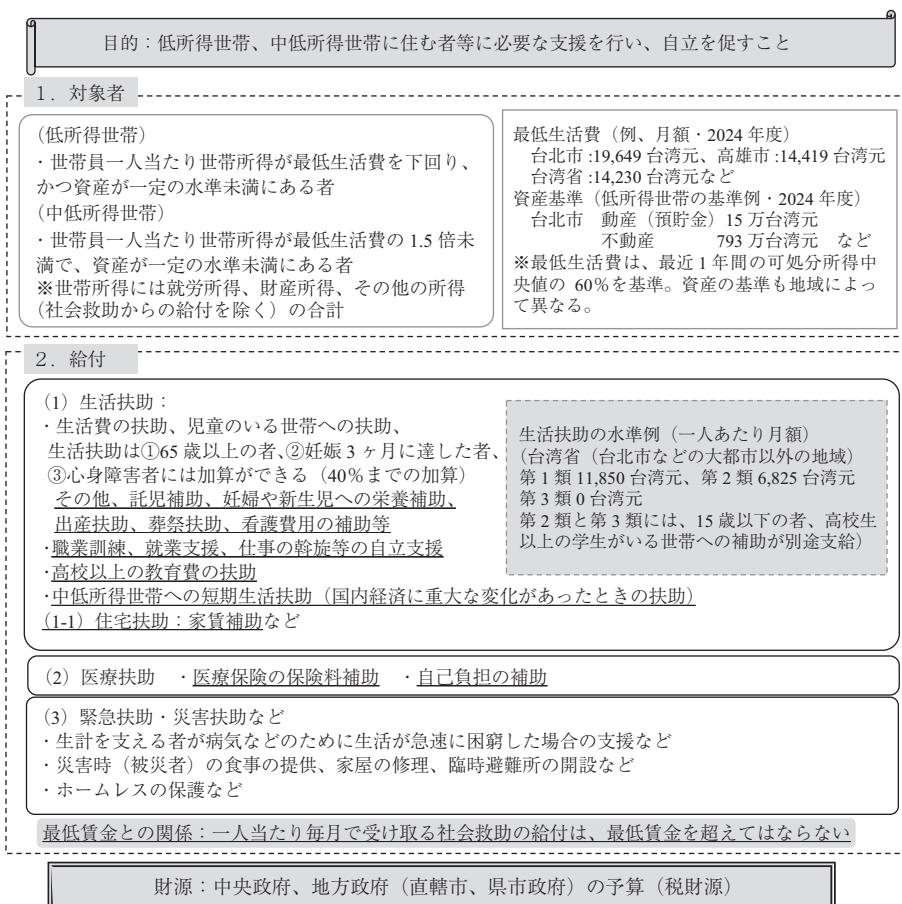 目的：低所得世帯、中低所得世帯に住む者等に必要な支援を行い、自立を促すこと
1．対象者
（低所得世帯）
・世帯員一人当たり世帯所得が最低生活費を下回り、
かつ資産が一定の水準未満にある者
（中低所得世帯）
・世帯員一人当たり世帯所得が最低生活費の 1.5 倍未
満で、資産が一定の水準未満にある者
※世帯所得には就労所得、財産所得、その他の所得
（社会救助からの給付を除く）の合計
最低生活費（例、月額・2024 年度）
台北市 :19,649 台湾元、高雄市 :14,419 台湾元
台湾省 :14,230 台湾元など
資産基準（低所得世帯の基準例・2024 年度）
台北市　動産（預貯金）15 万台湾元
不動産　　　793 万台湾元　など
※最低生活費は、最近 1 年間の可処分所得中
央値の 60％を基準。資産の基準も地域によっ
て異なる。
2．給付
（1）生活扶助：
・生活費の扶助、児童のいる世帯への扶助、
生活扶助は①65 歳以上の者、②妊娠 3 ヶ月に達した者、
③心身障害者には加算ができる（40％までの加算）
その他、託児補助、妊婦や新生児への栄養補助、
出産扶助、葬祭扶助、看護費用の補助等
・職業訓練、就業支援、仕事の斡旋等の自立支援
・高校以上の教育費の扶助
・中低所得世帯への短期生活扶助（国内経済に重大な変化があったときの扶助）
（1-1）住宅扶助：家賃補助など
生活扶助の水準例（一人あたり月額）
（台湾省（台北市などの大都市以外の地域）
第 1 類 11,850 台湾元、第 2 類 6,825 台湾元
第 3 類 0 台湾元
第 2 類と第 3 類には、15 歳以下の者、高校生
以上の学生がいる世帯への補助が別途支給）
（2）医療扶助　・医療保険の保険料補助　・自己負担の補助
（3）緊急扶助・災害扶助など
・生計を支える者が病気などのために生活が急速に困窮した場合の支援など
・災害時（被災者）の食事の提供、家屋の修理、臨時避難所の開設など
・ホームレスの保護など
最低賃金との関係：一人当たり毎月で受け取る社会救助の給付は、最低賃金を超えてはならない
財源：中央政府、地方政府（直轄市、県市政府）の予算（税財源）